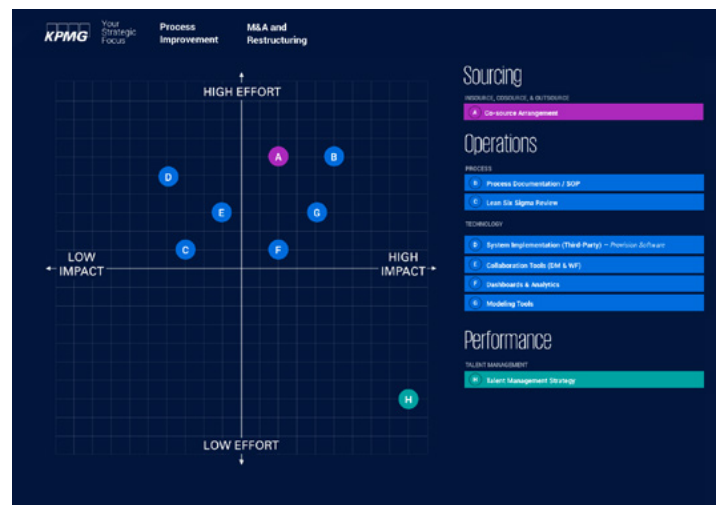 KPMG
Your
Strategic
Focus
Process
Improvement
M&A and
Restructuring
HIGH EFFORT
A
B
D
E
G
C
F
LOW
IMPACT
HIGH
IMPACT
H
LOW EFFORT
Sourcing
INSOURCE, COSOURCE, & OUTSOURCE
A Co-source Arrangement
Operations
PROCESS
B Process Documentation / SOP
C Lean Six Sigma Review
TECHNOLOGY
D System Implementation (Third-Party) – Provision Software
E Collaboration Tools (DM & WF)
F Dashboards & Analytics
G Modeling Tools
Performance
TALENT MANAGEMENT
H Talent Management Strategy